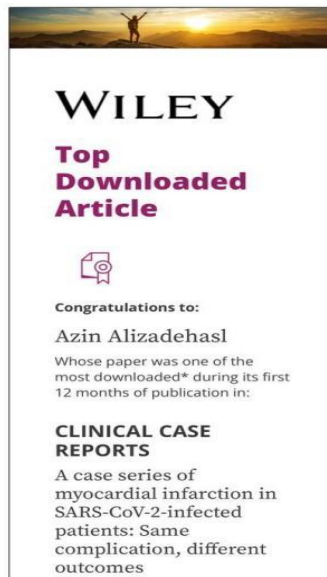 WILEY
Top
Downloaded
Article
Congratulations to:
Azin Alizadehasl
Whose paper was one of the
most downloaded* during its first
12 months of publication in:
CLINICAL CASE
REPORTS
A case series of
myocardial infarction in
SARS-CoV-2-infected
patients: Same
complication, different
outcomes